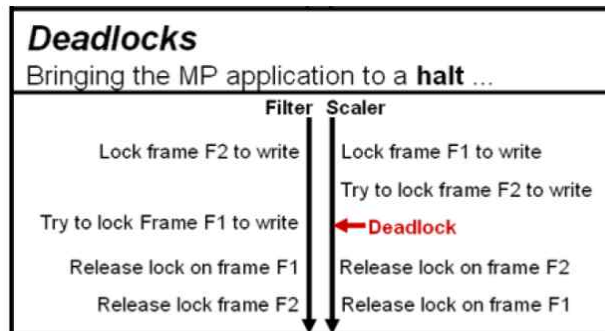 Deadlocks
Bringing the MP application to a halt ...
Filter Scaler
Lock frame F2 to write Lock frame F1 to write
Try to lock frame F2 to write
Try to lock Frame F1 to write Deadlock
Release lock on frame F1 Release lock on frame F2
Release lock frame F2 Release lock on frame F1